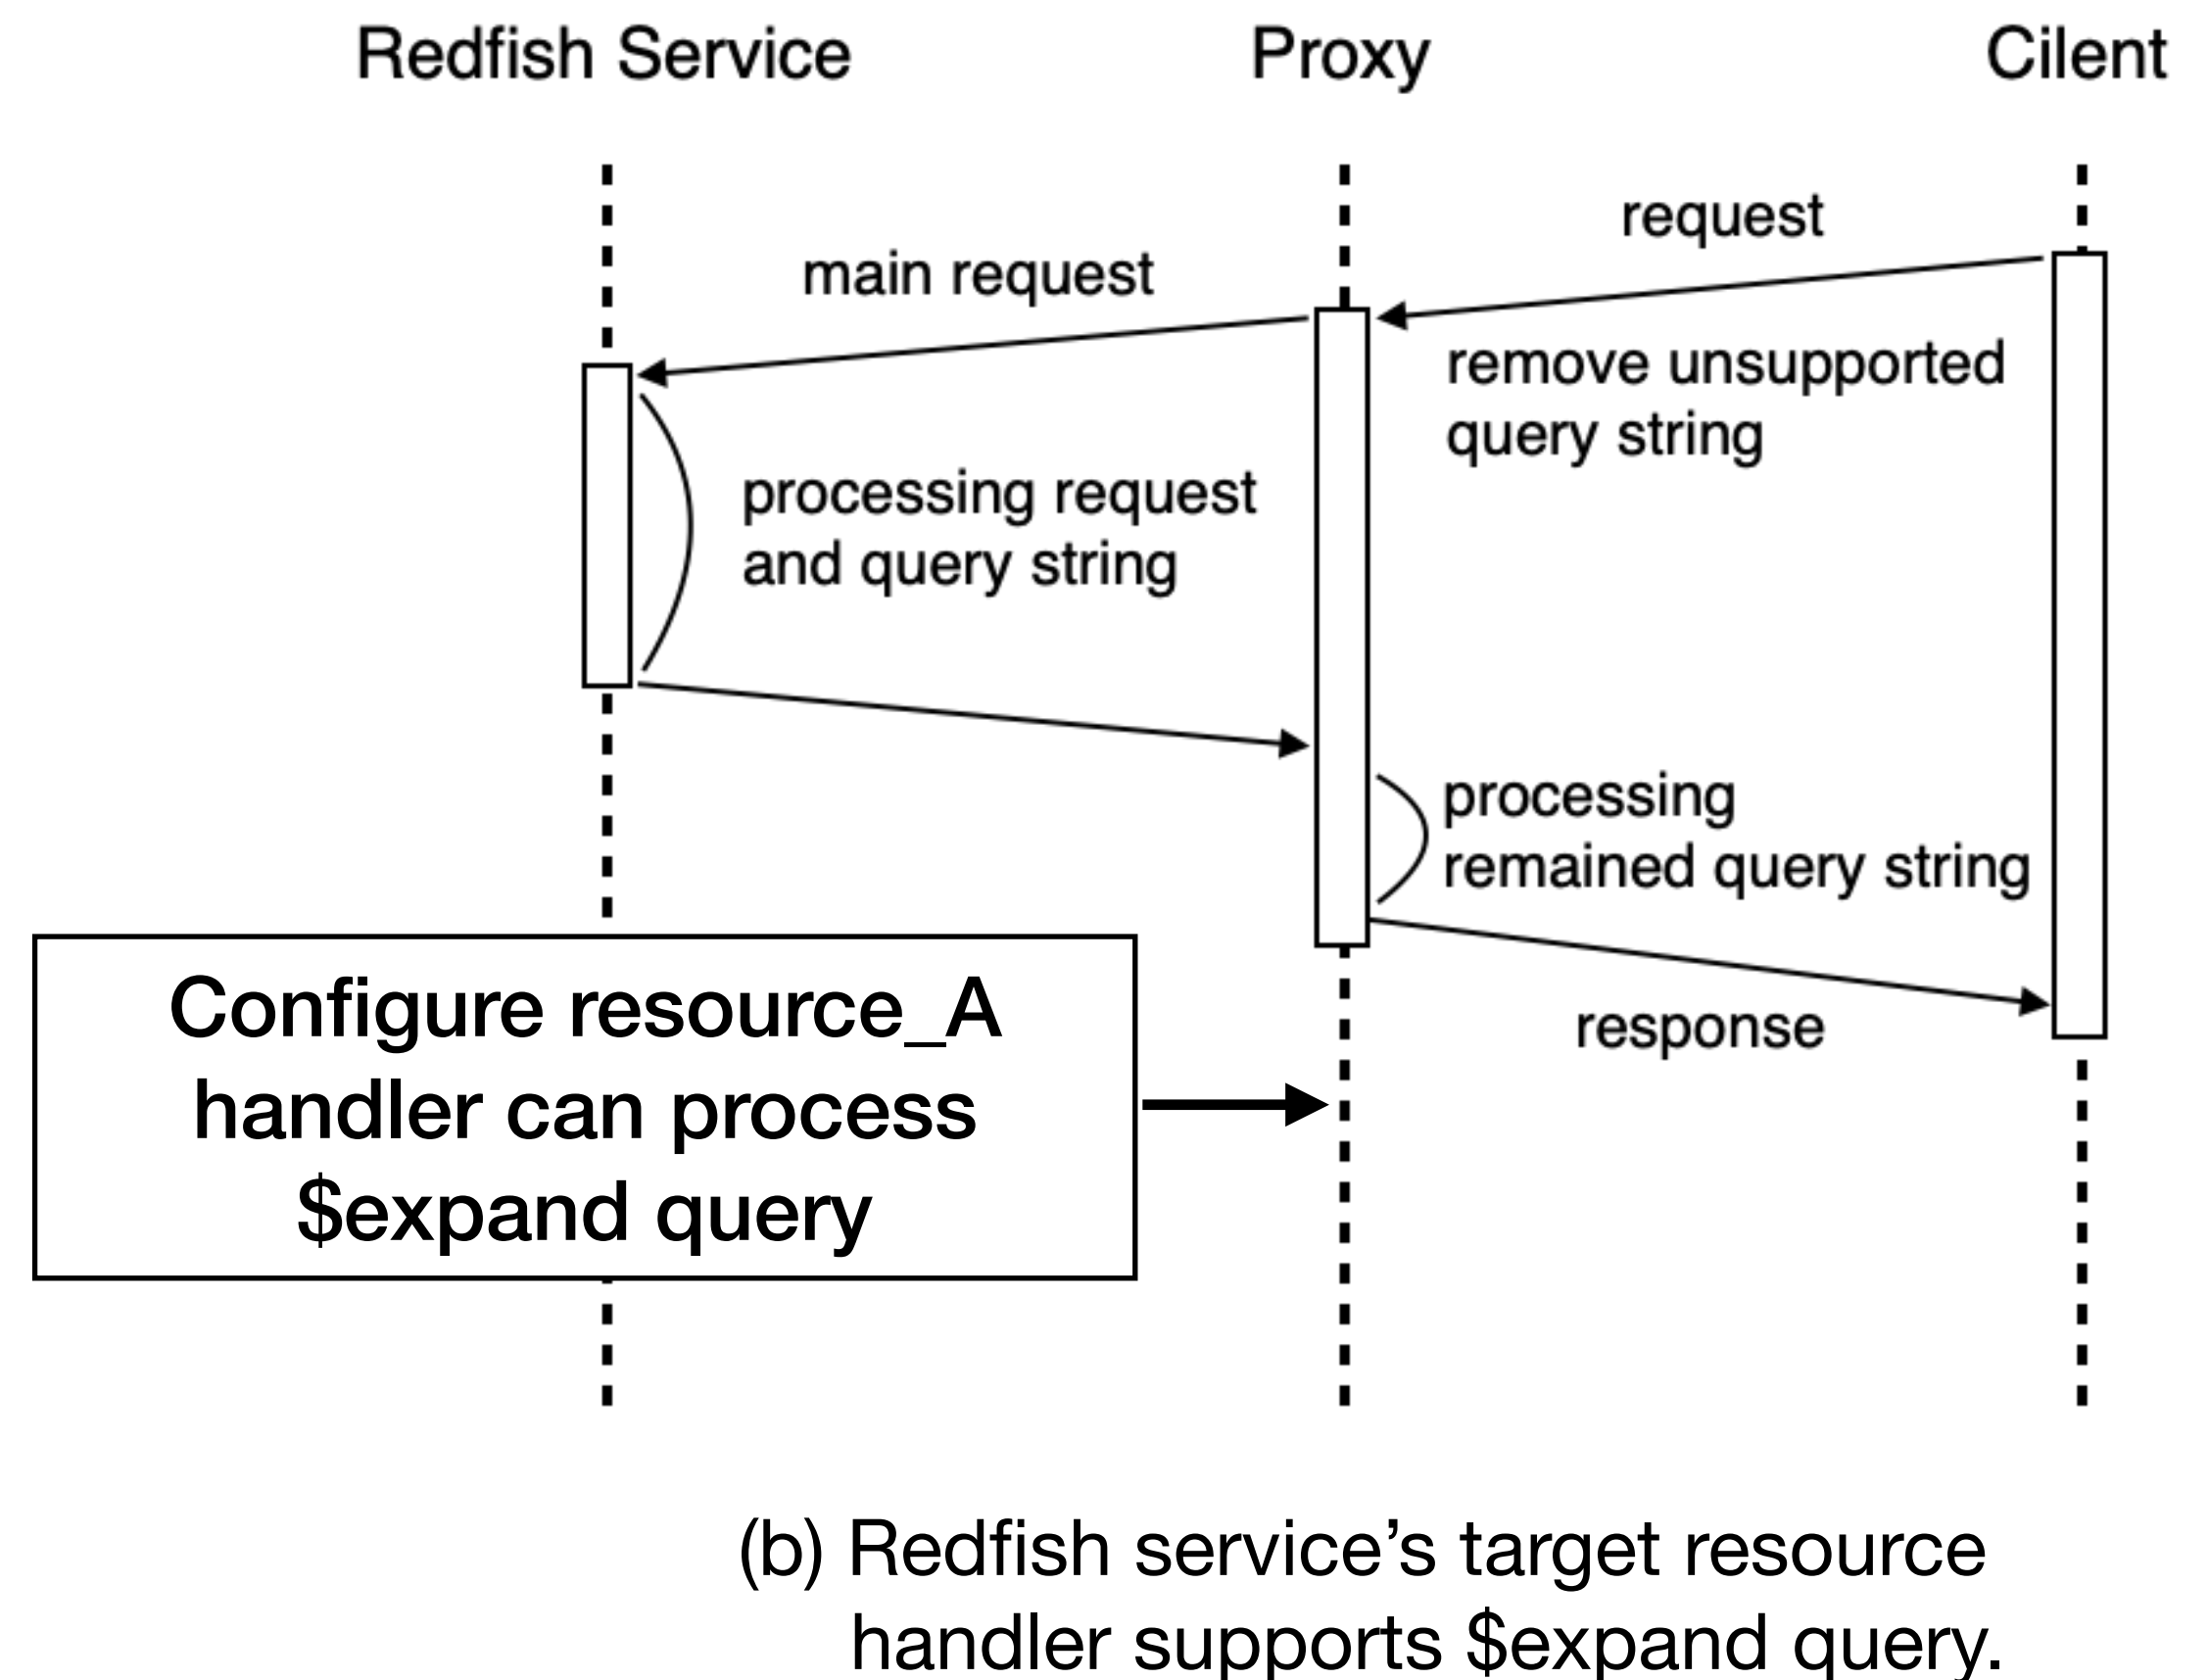 Redfish Service
Proxy
Cilent
request
main request
remove unsupported
query string
processing request
and query string
processing
remained query string
response
Configure resource_A
handler can process
$expand query
(b) Redfish service’s target resource
handler supports $expand query.